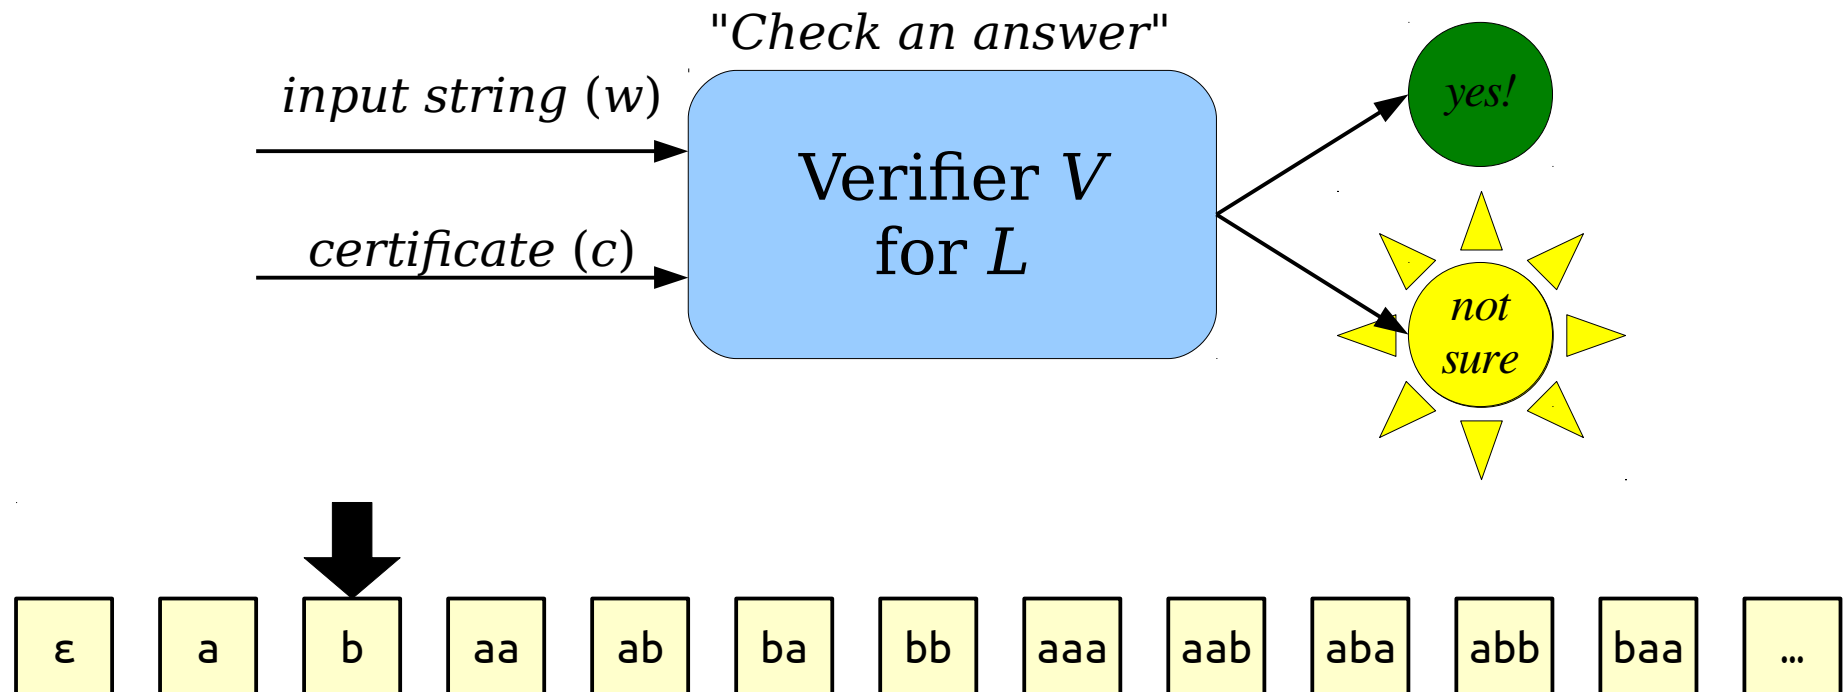 "Check an answer"
input string (w)
certificate (c)
Verifier V
for L
yes!
not
sure
ε a b aa ab ba bb aaa aab aba abb baa …